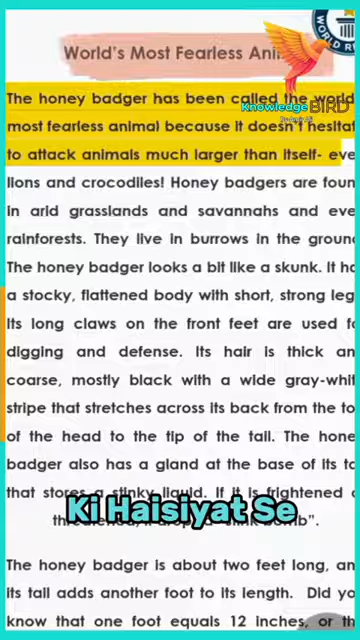 World's Most Fearless Ani
WORLD RE
KnowledgeBIRD
The honey badger has been called the world
most fearless animal because it doesn't hesitat
to attack animals much larger than itself- eve
lions and crocodiles! Honey badgers are foun
in arid grasslands and savannahs and eve
rainforests. They live in burrows in the ground
The honey badger looks a bit like a skunk. It ha
a stocky, flattened body with short, strong leg
Its long claws on the front feet are used fo
digging and defense. Its hair is thick an
coarse, mostly black with a wide gray-whit
stripe that stretches across its back from the to
of the head to the tip of the tail. The hone
badger also has a gland at the base of its ta
that stores a stinky liquid. If it is frightened o
Ki Haisiyat Se
The honey badger is about two feet long, an
its tail adds another foot to its length. Did yo
know that one foot equals 12 inches, or th